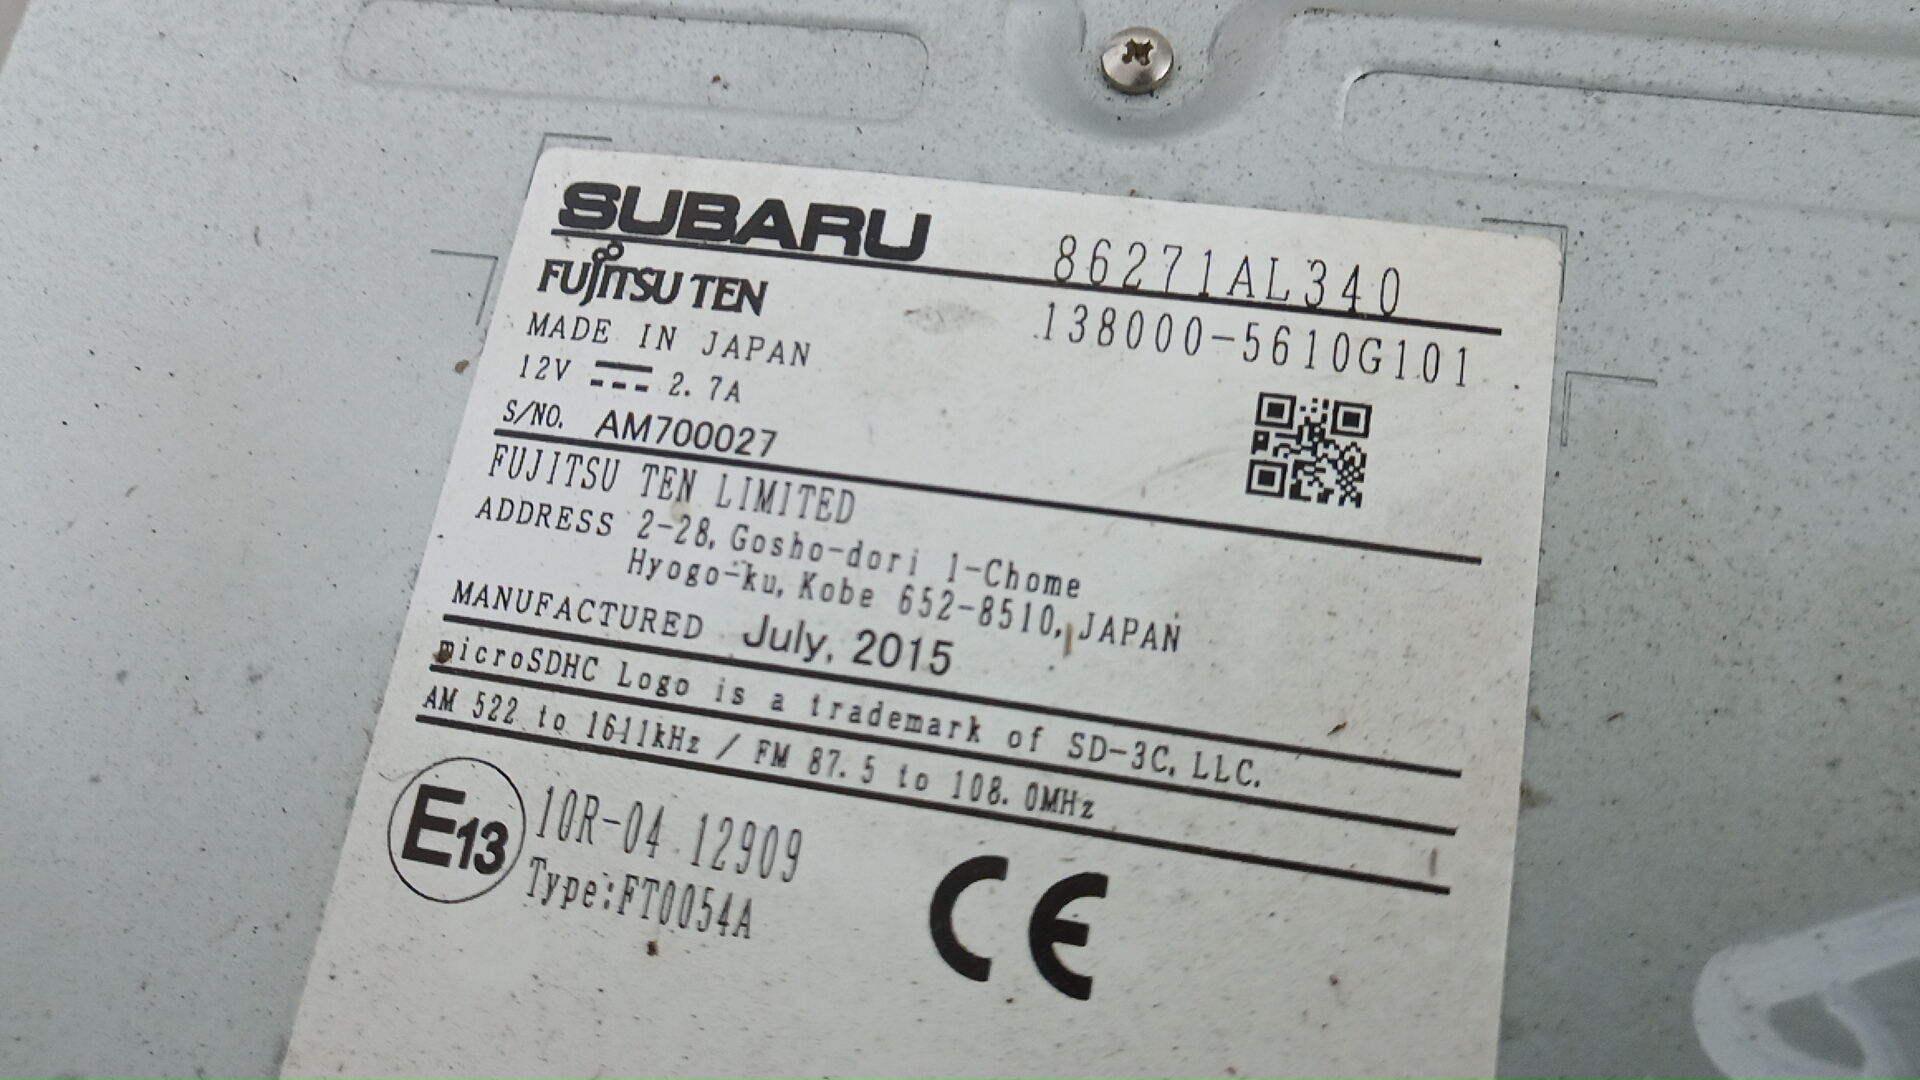 SUBARU 86271AL340
FUJITSU TEN 138000-5610G101
MADE IN JAPAN
12V 2.7A
S/NO. AM700027
FUJITSU TEN LIMITED
ADDRESS 2-28, Gosho-dori 1-Chome
Hyogo-ku, Kobe 652-8510, JAPAN
MANUFACTURED July, 2015
microSDHC Logo is a trademark of SD-3C, LLC.
AM 522 to 1611kHz / FM 87.5 to 108.0MHz
E13 10R-04 12909
Type:FT0054A
CE